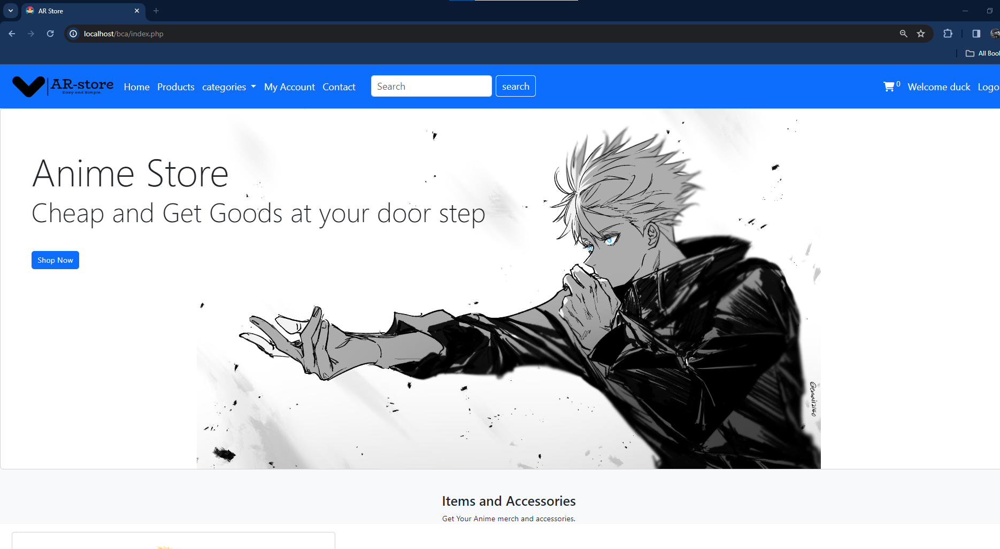 AR Store
localhost/bca/index.php
All Book
AR-store
Easy and Simple.
Home Products categories My Account Contact Search search 0 Welcome duck Logo
Anime Store
Cheap and Get Goods at your door step
Shop Now
@emai12140
Items and Accessories
Get Your Anime merch and accessories.